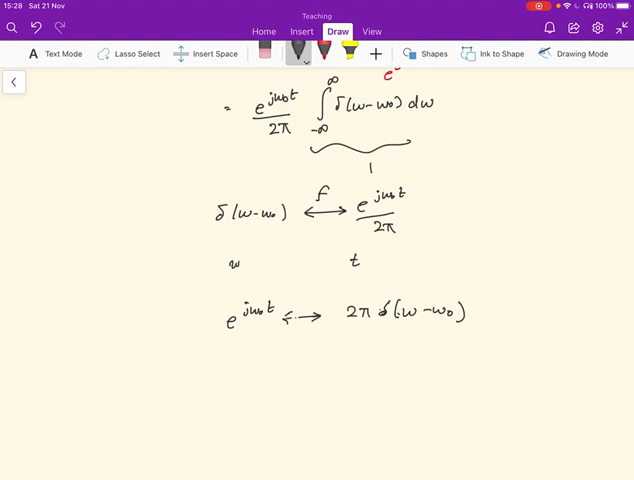 15:28 Sat 21 Nov
100%
Teaching
Home Insert Draw View
Text Mode Lasso Select Insert Space Shapes Ink to Shape Drawing Mode
= e^{jω₀t}/2π ∫_{-∞}^{∞} δ(ω-ω₀) dω
1
δ(ω-ω₀) ⟷ f e^{jω₀t}/2π
ω t
e^{jω₀t} ⟷ 2π δ(ω-ω₀)